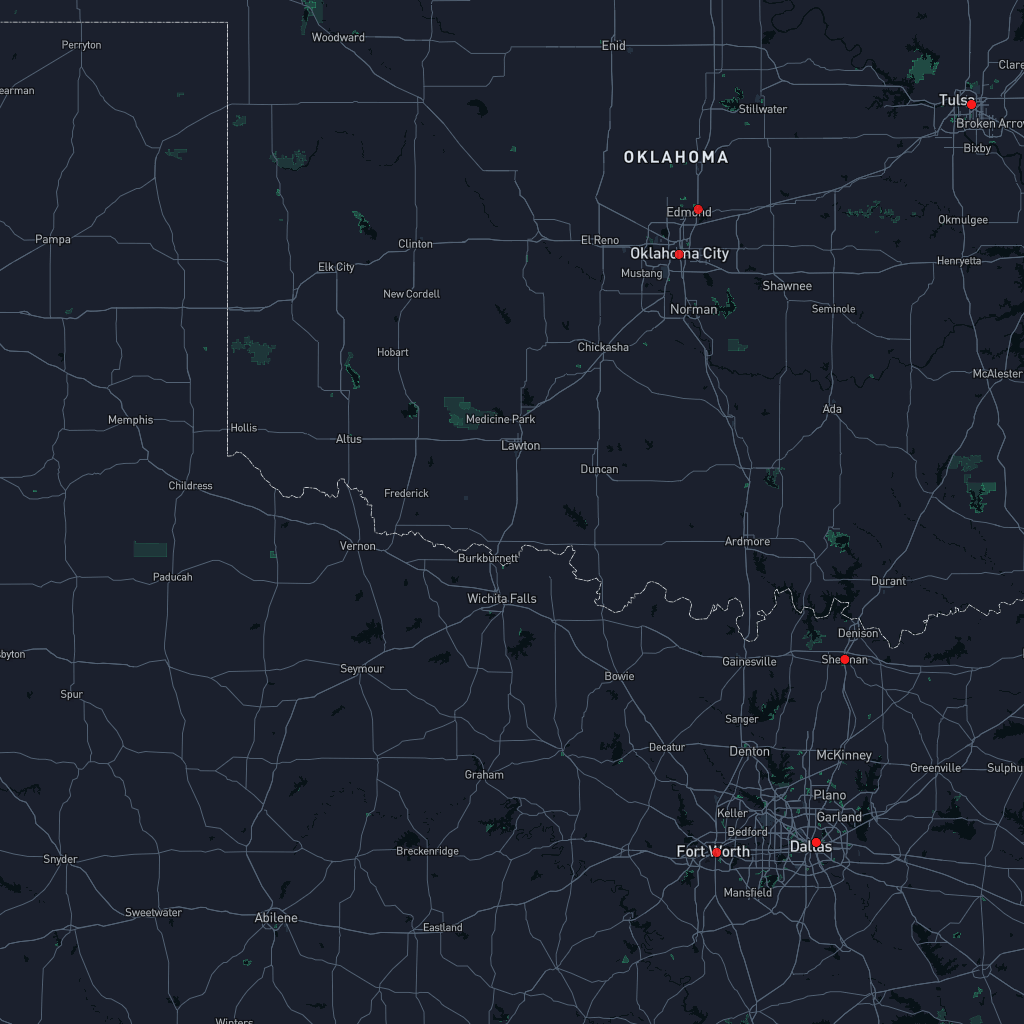 Woodward
Perryton
Enid
Clare
earman
Tulsa
Stillwater
Broken Arrow
OKLAHOMA
Bixby
Edmond
Okmulgee
Pampa
Clinton
El Reno
Oklahoma City
Henryetta
Elk City
Mustang
New Cordell
Shawnee
Norman
Seminole
Chickasha
Hobart
McAlester
Memphis
Medicine Park
Ada
Hollis
Altus
Lawton
Duncan
Childress
Frederick
Vernon
Ardmore
Burkburnett
Paducah
Durant
Wichita Falls
Denison
sbyton
Seymour
Gainesville
Sherman
Bowie
Spur
Sanger
Decatur
Denton
McKinney
Graham
Greenville
Sulphu
Plano
Keller
Garland
Bedford
Breckenridge
Fort Worth
Dallas
Snyder
Mansfield
Sweetwater
Abilene
Eastland
Winters